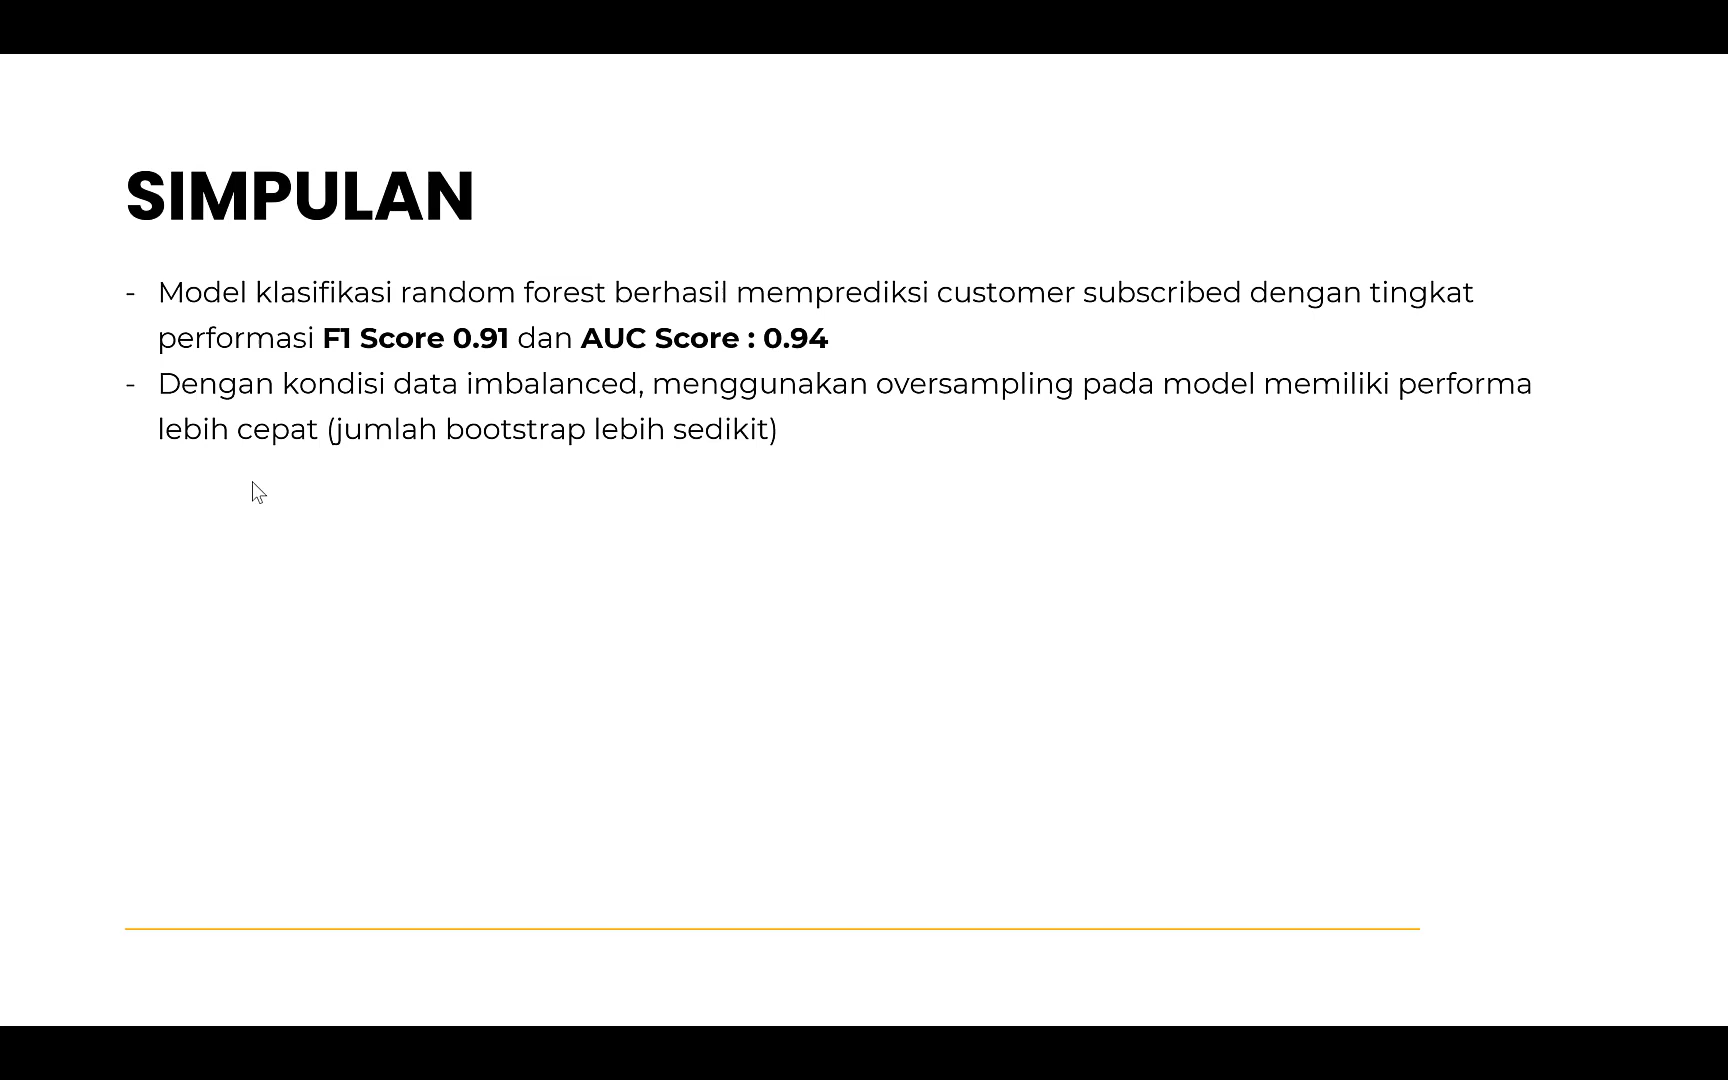 SIMPULAN
- Model klasifikasi random forest berhasil memprediksi customer subscribed dengan tingkat
performasi F1 Score 0.91 dan AUC Score : 0.94
- Dengan kondisi data imbalanced, menggunakan oversampling pada model memiliki performa
lebih cepat (jumlah bootstrap lebih sedikit)